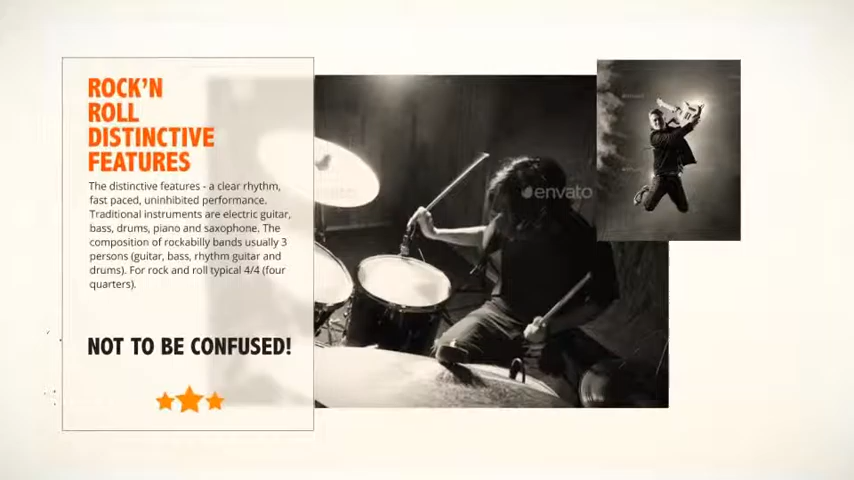 ROCK'N
ROLL
DISTINCTIVE
FEATURES
The distinctive features - a clear rhythm,
fast paced, uninhibited performance.
Traditional instruments are electric guitar,
bass, drums, piano and saxophone. The
composition of rockabilly bands usually 3
persons (guitar, bass, rhythm guitar and
drums). For rock and roll typical 4/4 (four
quarters).
NOT TO BE CONFUSED!
envato